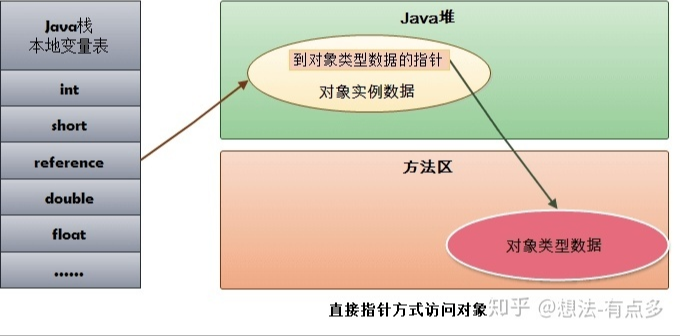 Java栈
本地变量表
int
short
reference
double
float
......
Java堆
到对象类型数据的指针
对象实例数据
方法区
对象类型数据
直接指针方式访问对象
知乎 @想法-有点多